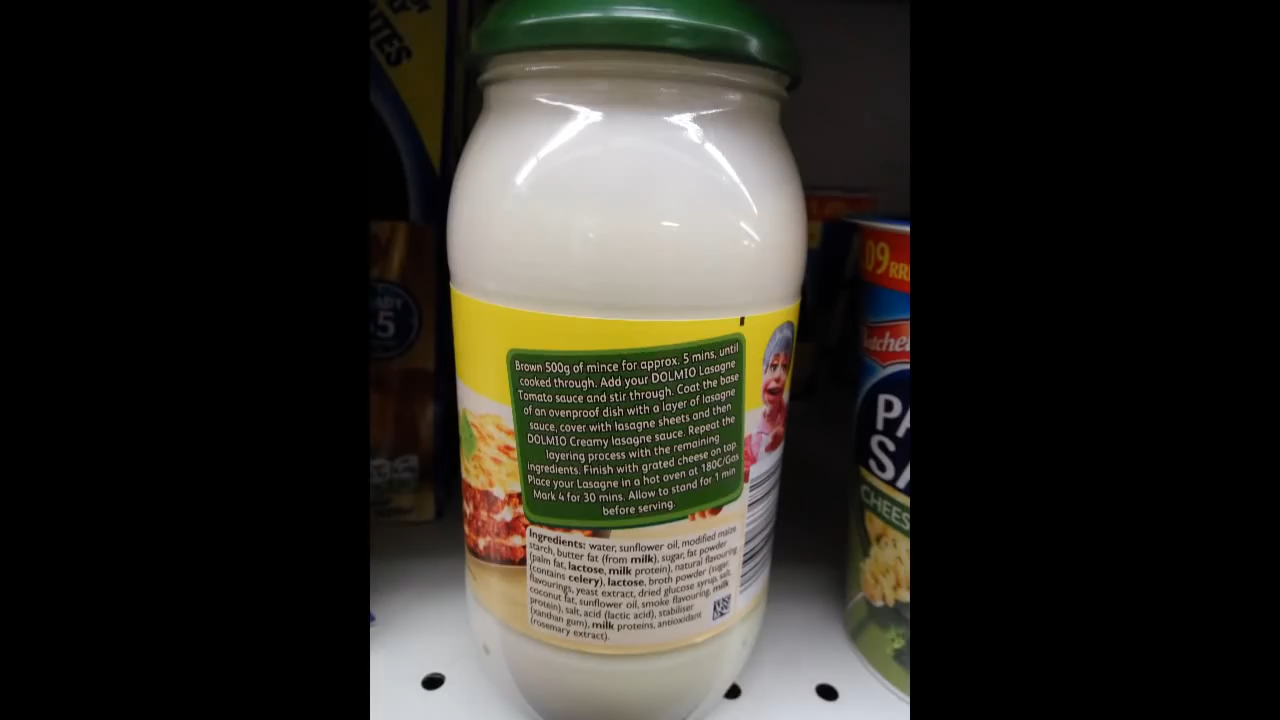 Brown 500g of mince for approx. 5 mins, until
cooked through. Add your DOLMIO Lasagne
Tomato sauce and stir through. Coat the base
of an ovenproof dish with a layer of lasagne
sauce, cover with lasagne sheets and then
DOLMIO Creamy lasagne sauce. Repeat the
layering process with the remaining
ingredients. Finish with grated cheese on top.
Place your Lasagne in a hot oven at 180C/Gas
Mark 4 for 30 mins. Allow to stand for 1 min
before serving.
Ingredients: water, sunflower oil, modified maize
starch, butter fat (from milk), sugar, fat powder
(palm fat, lactose, milk protein), natural flavouring
(contains celery), lactose, broth powder (sugar,
flavourings, yeast extract, dried glucose syrup, salt,
coconut fat, sunflower oil, smoke flavouring, milk
protein), salt, acid (lactic acid), stabiliser
(xanthan gum), milk proteins, antioxidant
(rosemary extract).
09
PA
SA
CHEES